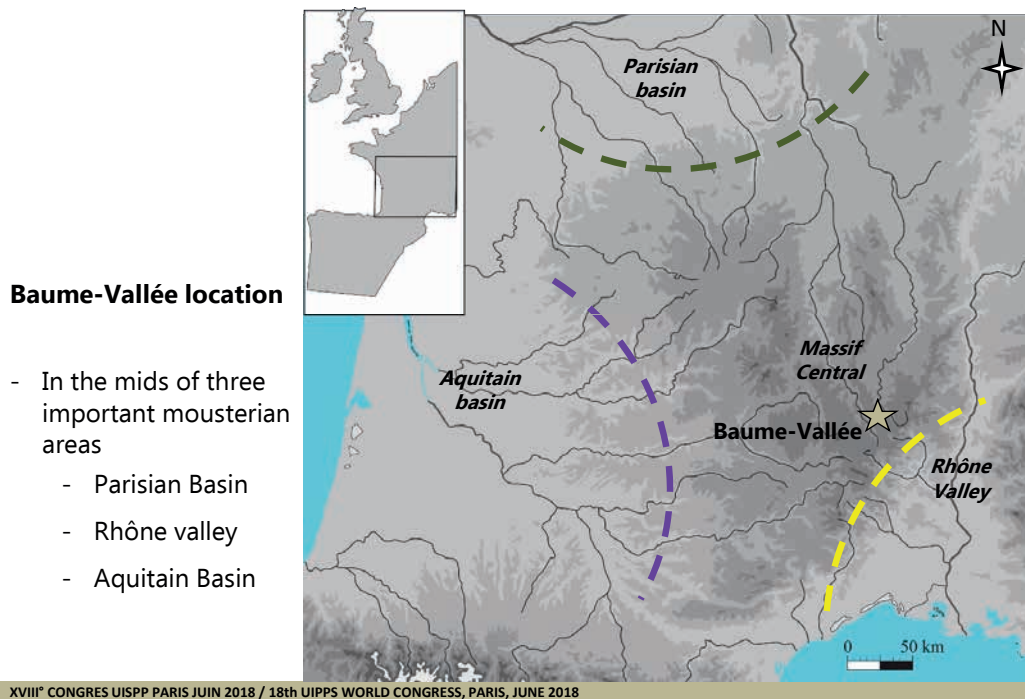 Baume-Vallée location
- In the mids of three
important mousterian
areas
- Parisian Basin
- Rhône valley
- Aquitain Basin
N
Parisian
basin
Massif
Central
Aquitain
basin
Baume-Vallée
Rhône
Valley
0 50 km
XVIII° CONGRES UISPP PARIS JUIN 2018 / 18th UIPPS WORLD CONGRESS, PARIS, JUNE 2018